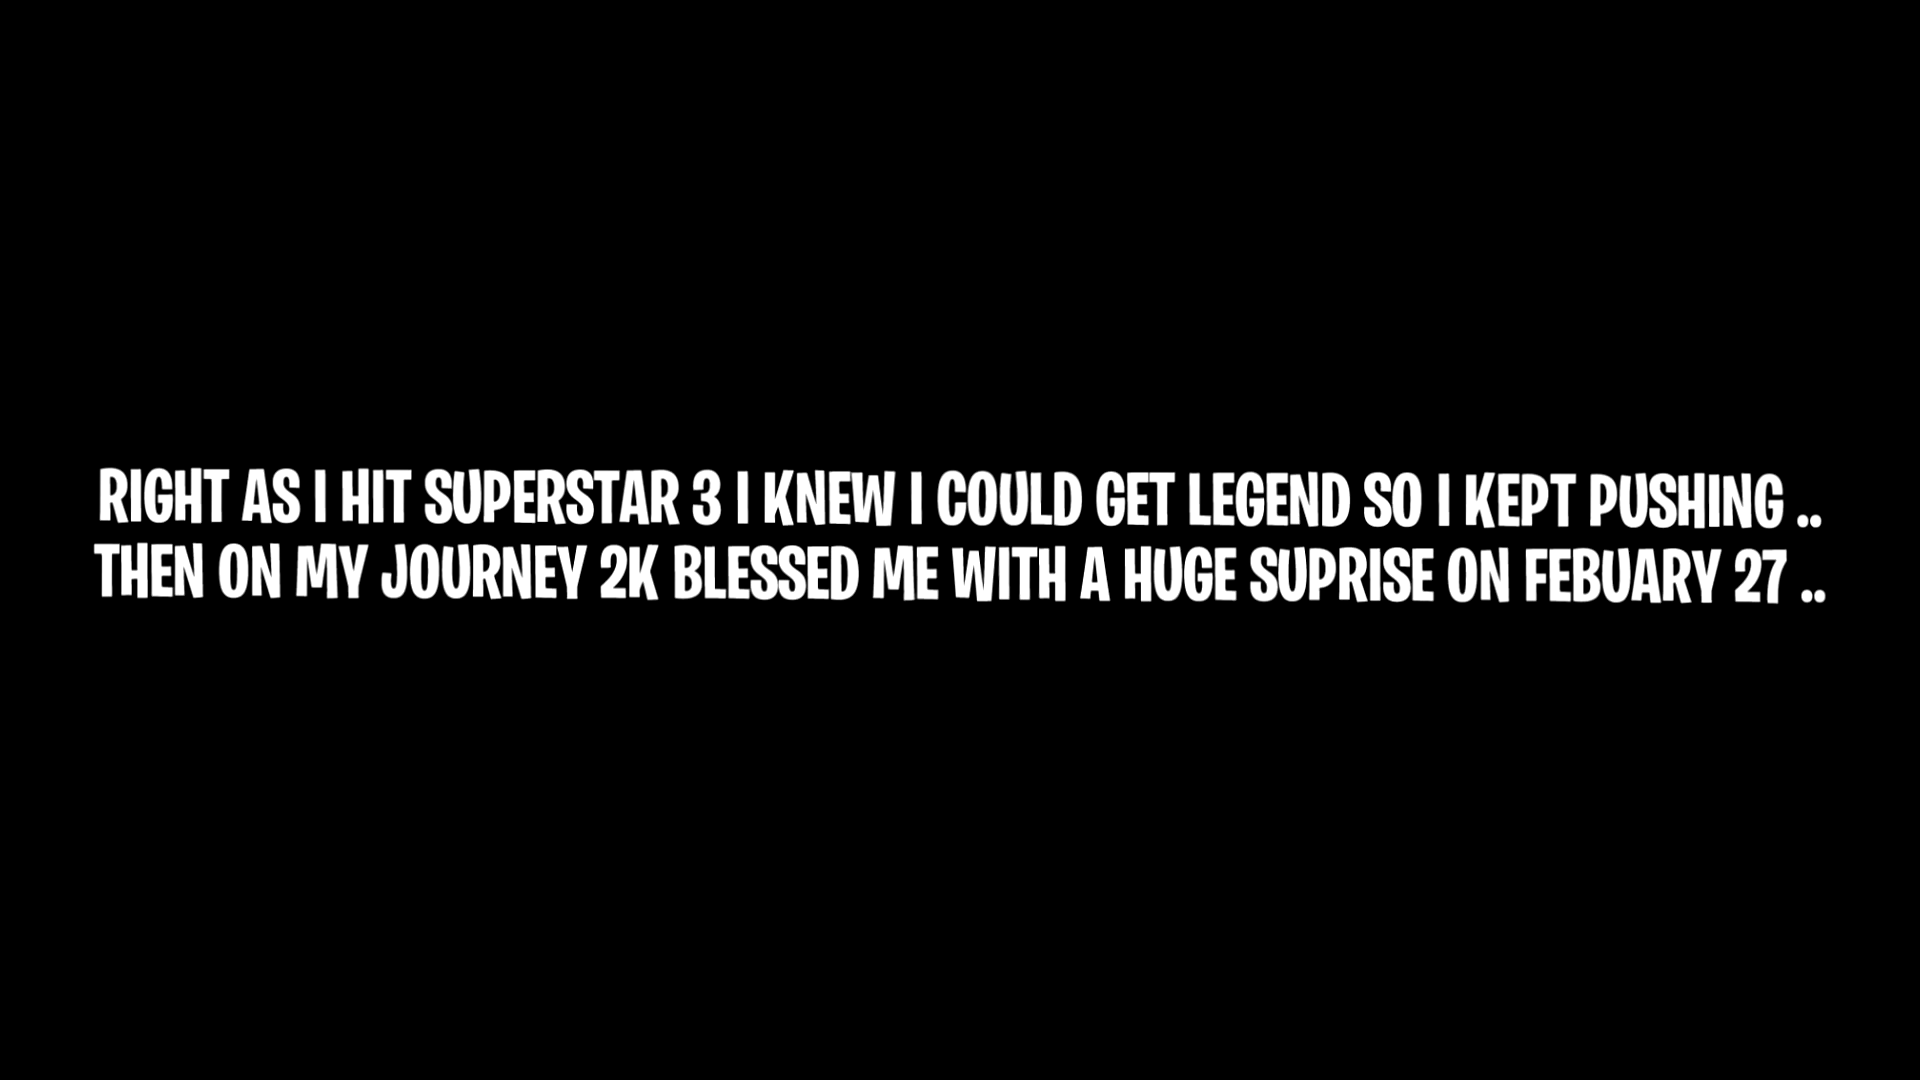 RIGHT AS I HIT SUPERSTAR 3 I KNEW I COULD GET LEGEND SO I KEPT PUSHING ..
THEN ON MY JOURNEY 2K BLESSED ME WITH A HUGE SUPRISE ON FEBUARY 27 ..